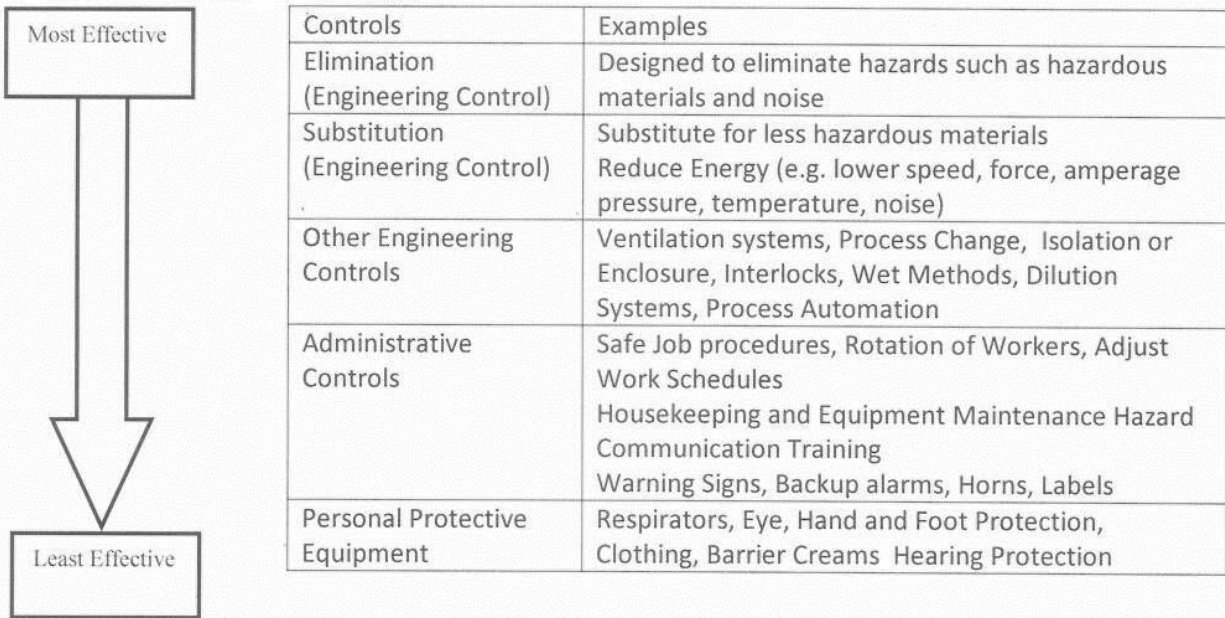 Most Effective
Controls Examples
Elimination Designed to eliminate hazards such as hazardous
(Engineering Control) materials and noise
Substitution Substitute for less hazardous materials
(Engineering Control) Reduce Energy (e.g. lower speed, force, amperage
pressure, temperature, noise)
Other Engineering Ventilation systems, Process Change, Isolation or
Controls Enclosure, Interlocks, Wet Methods, Dilution
Systems, Process Automation
Administrative Safe Job procedures, Rotation of Workers, Adjust
Controls Work Schedules
Housekeeping and Equipment Maintenance Hazard
Communication Training
Warning Signs, Backup alarms, Horns, Labels
Personal Protective Respirators, Eye, Hand and Foot Protection,
Equipment Clothing, Barrier Creams Hearing Protection
Least Effective